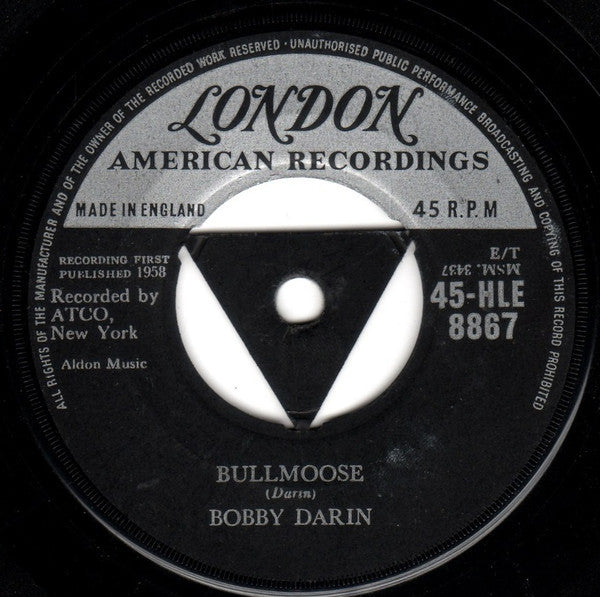 ALL RIGHTS OF THE MANUFACTURER AND OF THE OWNER OF THE RECORDED WORK RESERVED · UNAUTHORISED PUBLIC PERFORMANCE BROADCASTING AND COPYING OF THIS RECORD PROHIBITED
LONDON
AMERICAN RECORDINGS
MADE IN ENGLAND
45 R.P.M
RECORDING FIRST
PUBLISHED 1958
Recorded by
ATCO,
New York
Aldon Music
T/E
MSM. 3437
45-HLE
8867
BULLMOOSE
(Darin)
BOBBY DARIN